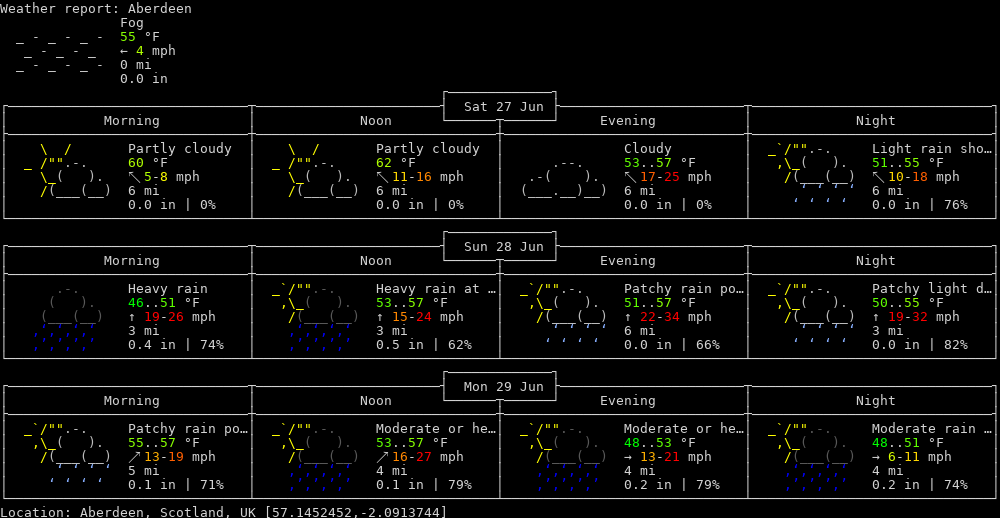 Weather report: Aberdeen
Fog
55 °F
← 4 mph
0 mi
0.0 in
Sat 27 Jun
Morning Noon Evening Night
Partly cloudy Partly cloudy Cloudy Light rain sho…
60 °F 62 °F 53..57 °F 51..55 °F
↖ 5-8 mph ↖ 11-16 mph ↖ 17-25 mph ↖ 10-18 mph
6 mi 6 mi 6 mi 6 mi
0.0 in | 0% 0.0 in | 0% 0.0 in | 0% 0.0 in | 76%
Sun 28 Jun
Morning Noon Evening Night
Heavy rain Heavy rain at … Patchy rain po… Patchy light d…
46..51 °F 53..57 °F 51..57 °F 50..55 °F
↑ 19-26 mph ↑ 15-24 mph ↑ 22-34 mph ↑ 19-32 mph
3 mi 3 mi 6 mi 3 mi
0.4 in | 74% 0.5 in | 62% 0.0 in | 66% 0.0 in | 82%
Mon 29 Jun
Morning Noon Evening Night
Patchy rain po… Moderate or he… Moderate or he… Moderate rain …
55..57 °F 53..57 °F 48..53 °F 48..51 °F
↗ 13-19 mph ↗ 16-27 mph → 13-21 mph → 6-11 mph
5 mi 4 mi 4 mi 4 mi
0.1 in | 71% 0.1 in | 79% 0.2 in | 79% 0.2 in | 74%
Location: Aberdeen, Scotland, UK [57.1452452,-2.0913744]